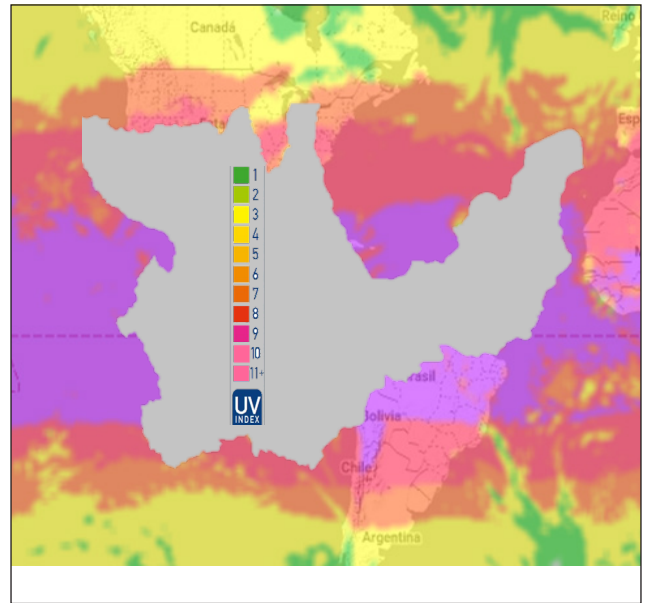 Canadá
Reino
Esp
1
2
3
4
5
6
7
8
9
10
11+
UV
INDEX
rasil
Bolivia
Chile
Argentina